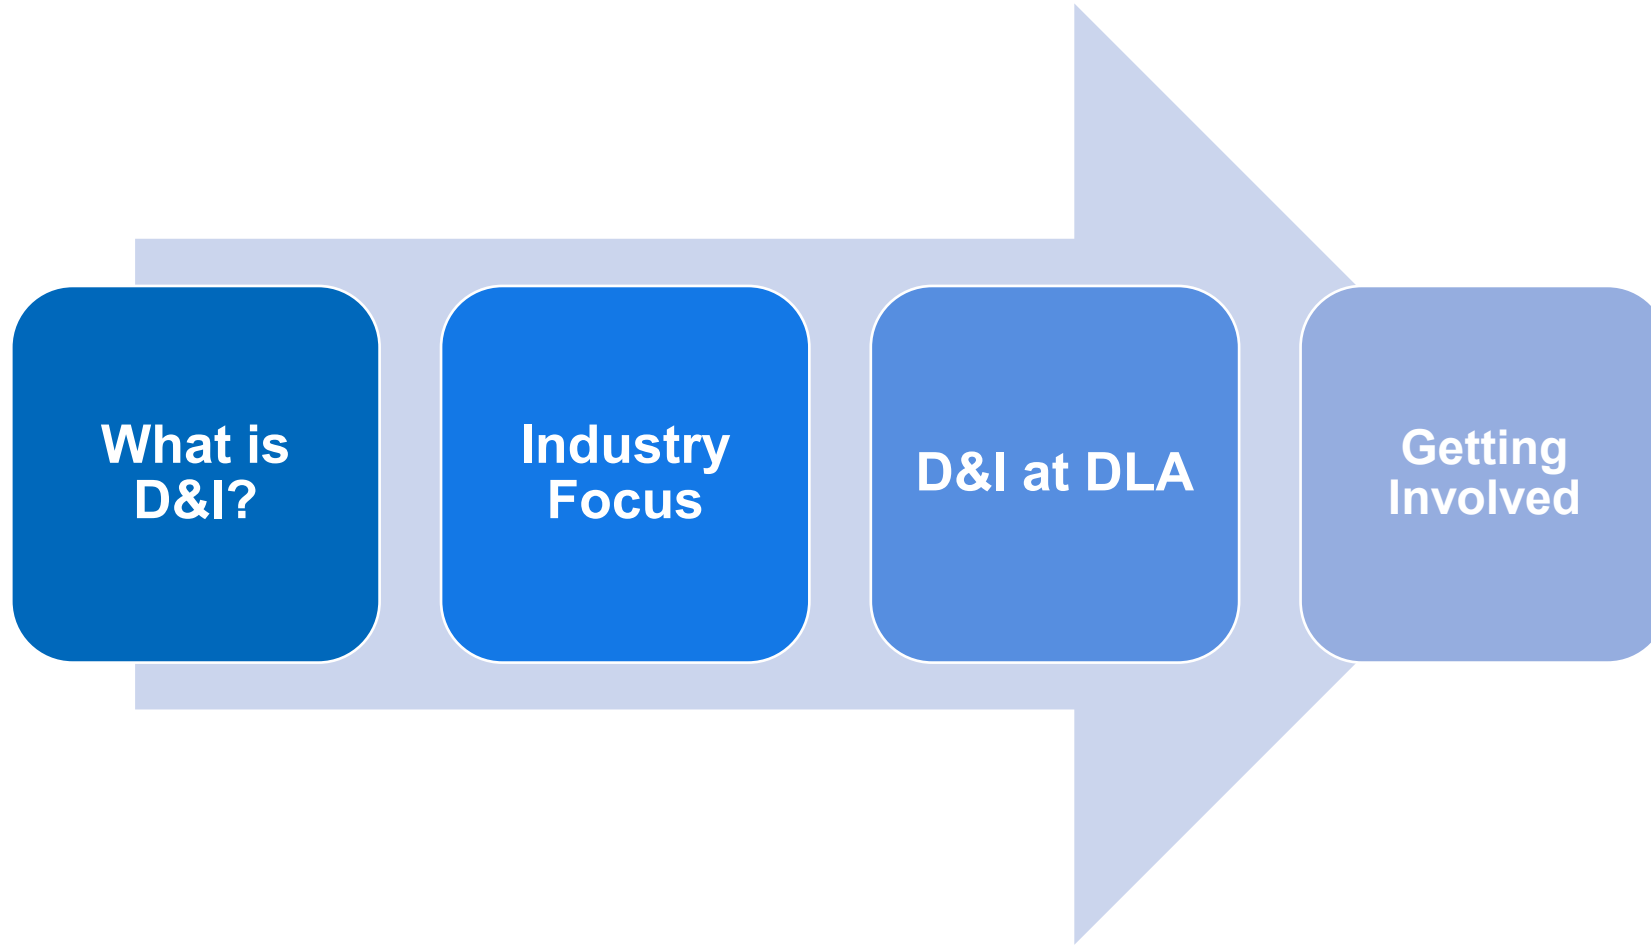 What is
D&I?
Industry
Focus
D&I at DLA
Getting
Involved